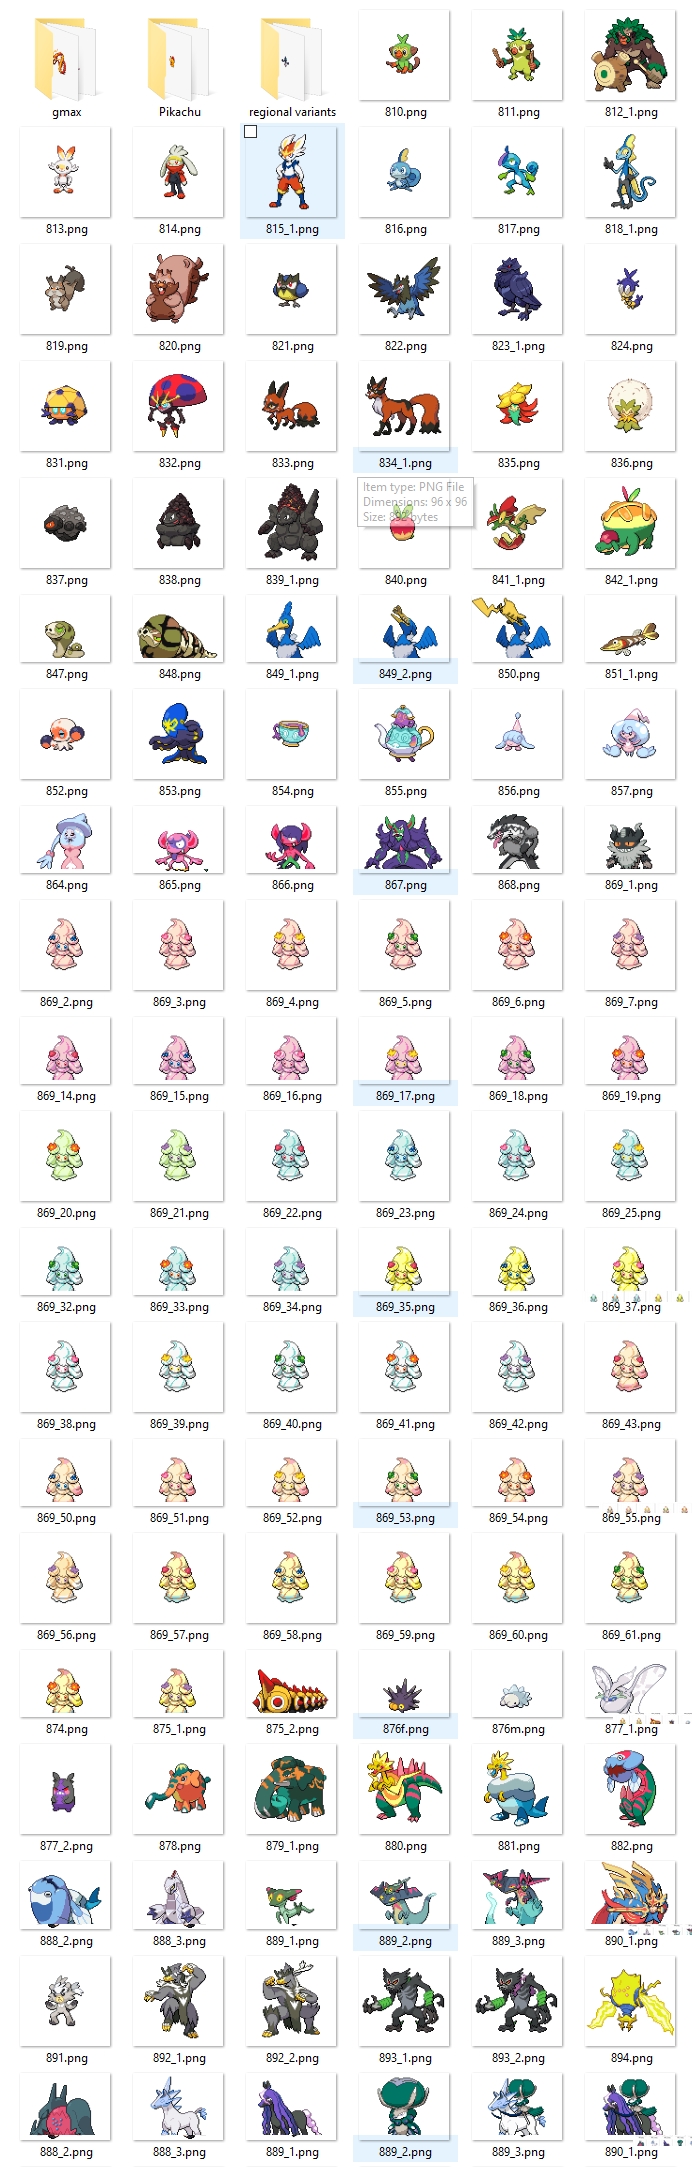 gmax Pikachu regional variants 810.png 811.png 812_1.png
813.png 814.png 815_1.png 816.png 817.png 818_1.png
819.png 820.png 821.png 822.png 823_1.png 824.png
831.png 832.png 833.png 834_1.png 835.png 836.png
Item type: PNG File
Dimensions: 96 x 96
Size: bytes
837.png 838.png 839_1.png 840.png 841_1.png 842_1.png
847.png 848.png 849_1.png 849_2.png 850.png 851_1.png
852.png 853.png 854.png 855.png 856.png 857.png
864.png 865.png 866.png 867.png 868.png 869_1.png
869_2.png 869_3.png 869_4.png 869_5.png 869_6.png 869_7.png
869_14.png 869_15.png 869_16.png 869_17.png 869_18.png 869_19.png
869_20.png 869_21.png 869_22.png 869_23.png 869_24.png 869_25.png
869_32.png 869_33.png 869_34.png 869_35.png 869_36.png 869_37.png
869_38.png 869_39.png 869_40.png 869_41.png 869_42.png 869_43.png
869_50.png 869_51.png 869_52.png 869_53.png 869_54.png 869_55.png
869_56.png 869_57.png 869_58.png 869_59.png 869_60.png 869_61.png
874.png 875_1.png 875_2.png 876f.png 876m.png 877_1.png
877_2.png 878.png 879_1.png 880.png 881.png 882.png
888_2.png 888_3.png 889_1.png 889_2.png 889_3.png 890_1.png
891.png 892_1.png 892_2.png 893_1.png 893_2.png 894.png
888_2.png 888_3.png 889_1.png 889_2.png 889_3.png 890_1.png